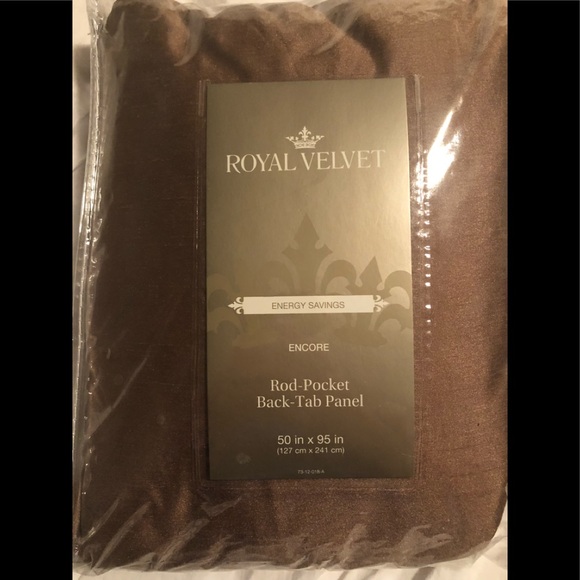 ROYAL VELVET
ENERGY SAVINGS
ENCORE
Rod-Pocket
Back-Tab Panel
50 in x 95 in
(127 cm x 241 cm)